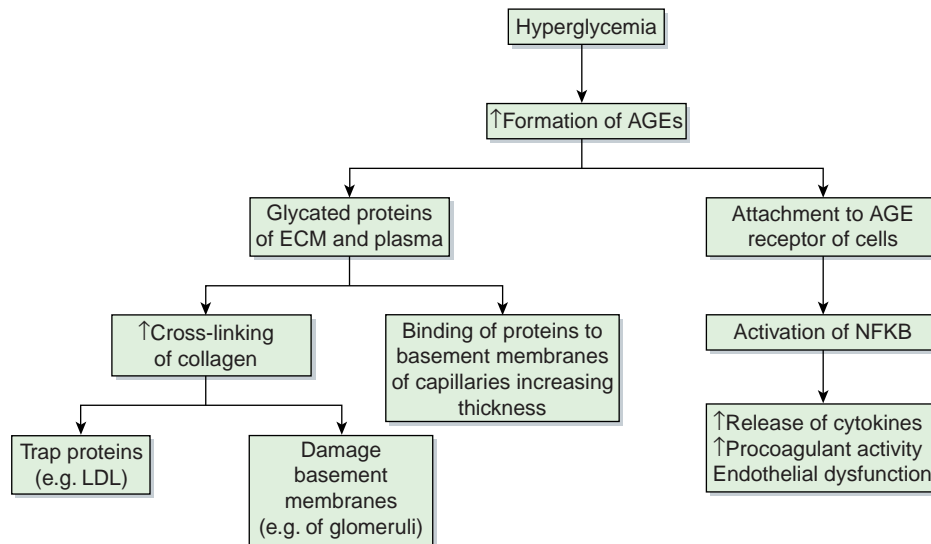 Hyperglycemia
↑Formation of AGEs
Glycated proteins
of ECM and plasma
Attachment to AGE
receptor of cells
↑Cross-linking
of collagen
Binding of proteins to
basement membranes
of capillaries increasing
thickness
Activation of NFKB
Trap proteins
(e.g. LDL)
Damage
basement
membranes
(e.g. of glomeruli)
↑Release of cytokines
↑Procoagulant activity
Endothelial dysfunction